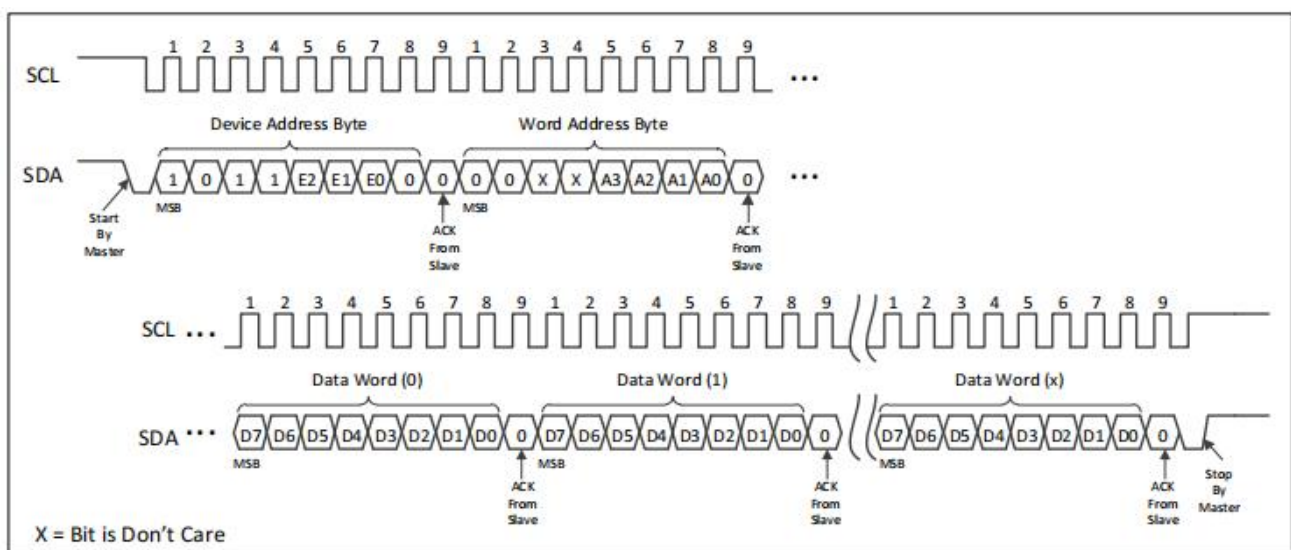 1 2 3 4 5 6 7 8 9 1 2 3 4 5 6 7 8 9
SCL ...
Device Address Byte Word Address Byte
SDA 1 0 1 1 E2 E1 E0 0 0 0 0 X X A3 A2 A1 A0 0 ...
MSB MSB
Start By Master
ACK From Slave
ACK From Slave
1 2 3 4 5 6 7 8 9 1 2 3 4 5 6 7 8 9 1 2 3 4 5 6 7 8 9
SCL ...
Data Word (0) Data Word (1) Data Word (x)
SDA ... D7 D6 D5 D4 D3 D2 D1 D0 0 D7 D6 D5 D4 D3 D2 D1 D0 0 D7 D6 D5 D4 D3 D2 D1 D0 0
MSB MSB MSB
ACK From Slave
ACK From Slave
ACK From Slave
Stop By Master
X = Bit is Don't Care